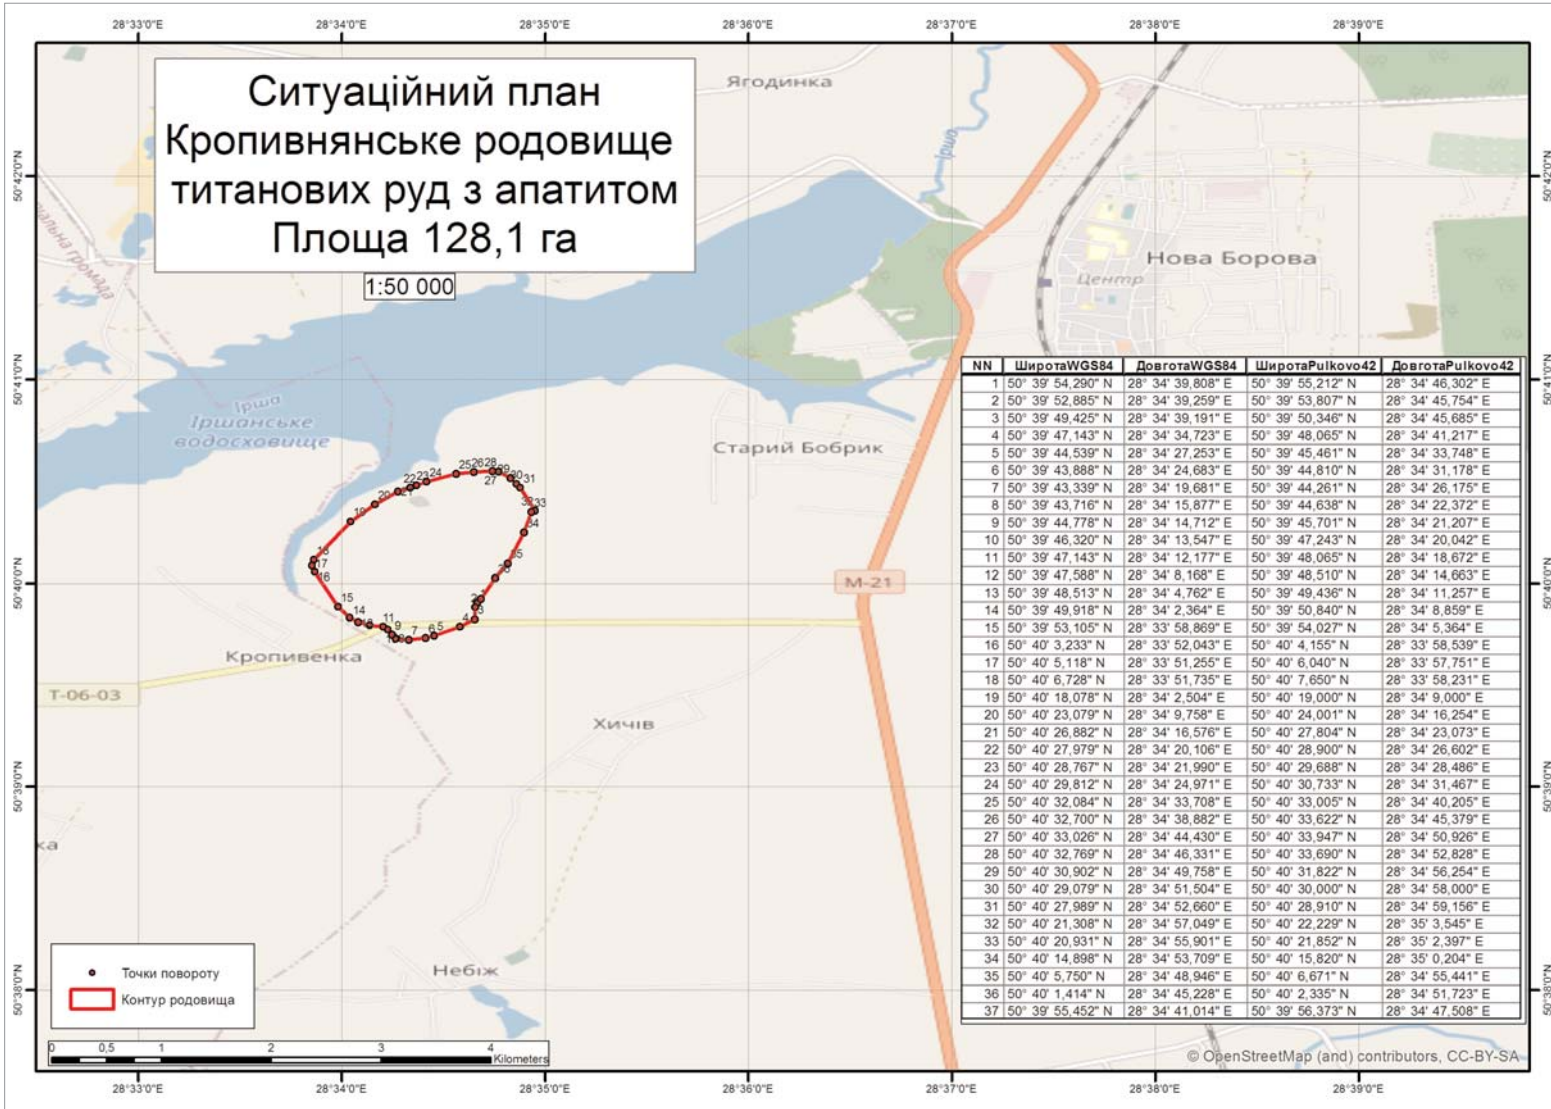 28°33'0"E 28°34'0"E 28°35'0"E 28°36'0"E 28°37'0"E 28°38'0"E 28°39'0"E
Ситуаційний план
Кропивнянське родовище
титанових руд з апатитом
Площа 128,1 га
1:50 000
Ягодинка
Нова Борова
Центр
50°42'0"N
50°42'0"N
50°41'0"N
50°41'0"N
50°40'0"N
50°40'0"N
50°39'0"N
50°39'0"N
50°38'0"N
50°38'0"N
Ірша
Іршанське
водосховище
Старий Бобрик
М-21
Кропивенка
Т-06-03
Хичів
Небіж
ка
NN ШиротаWGS84 ДовготаWGS84 ШиротаPulkovo42 ДовготаPulkovo42
1 50° 39' 54,290" N 28° 34' 39,808" E 50° 39' 55,212" N 28° 34' 46,302" E
2 50° 39' 52,885" N 28° 34' 39,259" E 50° 39' 53,807" N 28° 34' 45,754" E
3 50° 39' 49,425" N 28° 34' 39,191" E 50° 39' 50,346" N 28° 34' 45,685" E
4 50° 39' 47,143" N 28° 34' 34,723" E 50° 39' 48,065" N 28° 34' 41,217" E
5 50° 39' 44,539" N 28° 34' 27,253" E 50° 39' 45,461" N 28° 34' 33,748" E
6 50° 39' 43,888" N 28° 34' 24,683" E 50° 39' 44,810" N 28° 34' 31,178" E
7 50° 39' 43,339" N 28° 34' 19,681" E 50° 39' 44,261" N 28° 34' 26,175" E
8 50° 39' 43,716" N 28° 34' 15,877" E 50° 39' 44,638" N 28° 34' 22,372" E
9 50° 39' 44,778" N 28° 34' 14,712" E 50° 39' 45,701" N 28° 34' 21,207" E
10 50° 39' 46,320" N 28° 34' 13,547" E 50° 39' 47,243" N 28° 34' 20,042" E
11 50° 39' 47,143" N 28° 34' 12,177" E 50° 39' 48,065" N 28° 34' 18,672" E
12 50° 39' 47,588" N 28° 34' 8,168" E 50° 39' 48,510" N 28° 34' 14,663" E
13 50° 39' 48,513" N 28° 34' 4,762" E 50° 39' 49,436" N 28° 34' 11,257" E
14 50° 39' 49,918" N 28° 34' 2,364" E 50° 39' 50,840" N 28° 34' 8,859" E
15 50° 39' 53,105" N 28° 33' 58,869" E 50° 39' 54,027" N 28° 34' 5,364" E
16 50° 40' 3,233" N 28° 33' 52,043" E 50° 40' 4,155" N 28° 33' 58,539" E
17 50° 40' 5,118" N 28° 33' 51,255" E 50° 40' 6,040" N 28° 33' 57,751" E
18 50° 40' 6,728" N 28° 33' 51,735" E 50° 40' 7,650" N 28° 33' 58,231" E
19 50° 40' 18,078" N 28° 34' 2,504" E 50° 40' 19,000" N 28° 34' 9,000" E
20 50° 40' 23,079" N 28° 34' 9,758" E 50° 40' 24,001" N 28° 34' 16,254" E
21 50° 40' 26,882" N 28° 34' 16,576" E 50° 40' 27,804" N 28° 34' 23,073" E
22 50° 40' 27,979" N 28° 34' 20,106" E 50° 40' 28,900" N 28° 34' 26,602" E
23 50° 40' 28,767" N 28° 34' 21,990" E 50° 40' 29,688" N 28° 34' 28,486" E
24 50° 40' 29,812" N 28° 34' 24,971" E 50° 40' 30,733" N 28° 34' 31,467" E
25 50° 40' 32,084" N 28° 34' 33,708" E 50° 40' 33,005" N 28° 34' 40,205" E
26 50° 40' 32,700" N 28° 34' 38,882" E 50° 40' 33,622" N 28° 34' 45,379" E
27 50° 40' 33,026" N 28° 34' 44,430" E 50° 40' 33,947" N 28° 34' 50,926" E
28 50° 40' 32,769" N 28° 34' 46,331" E 50° 40' 33,690" N 28° 34' 52,828" E
29 50° 40' 30,902" N 28° 34' 49,758" E 50° 40' 31,822" N 28° 34' 56,254" E
30 50° 40' 29,079" N 28° 34' 51,504" E 50° 40' 30,000" N 28° 34' 58,000" E
31 50° 40' 27,989" N 28° 34' 52,660" E 50° 40' 28,910" N 28° 34' 59,156" E
32 50° 40' 21,308" N 28° 34' 57,049" E 50° 40' 22,229" N 28° 35' 3,545" E
33 50° 40' 20,931" N 28° 34' 55,901" E 50° 40' 21,852" N 28° 35' 2,397" E
34 50° 40' 14,898" N 28° 34' 53,709" E 50° 40' 15,820" N 28° 35' 0,204" E
35 50° 40' 5,750" N 28° 34' 48,946" E 50° 40' 6,671" N 28° 34' 55,441" E
36 50° 40' 1,414" N 28° 34' 45,228" E 50° 40' 2,335" N 28° 34' 51,723" E
37 50° 39' 55,452" N 28° 34' 41,014" E 50° 39' 56,373" N 28° 34' 47,508" E
Точки повороту
Контур родовища
0 0,5 1 2 3 4
Kilometers
© OpenStreetMap (and) contributors, CC-BY-SA
28°33'0"E 28°34'0"E 28°35'0"E 28°36'0"E 28°37'0"E 28°38'0"E 28°39'0"E